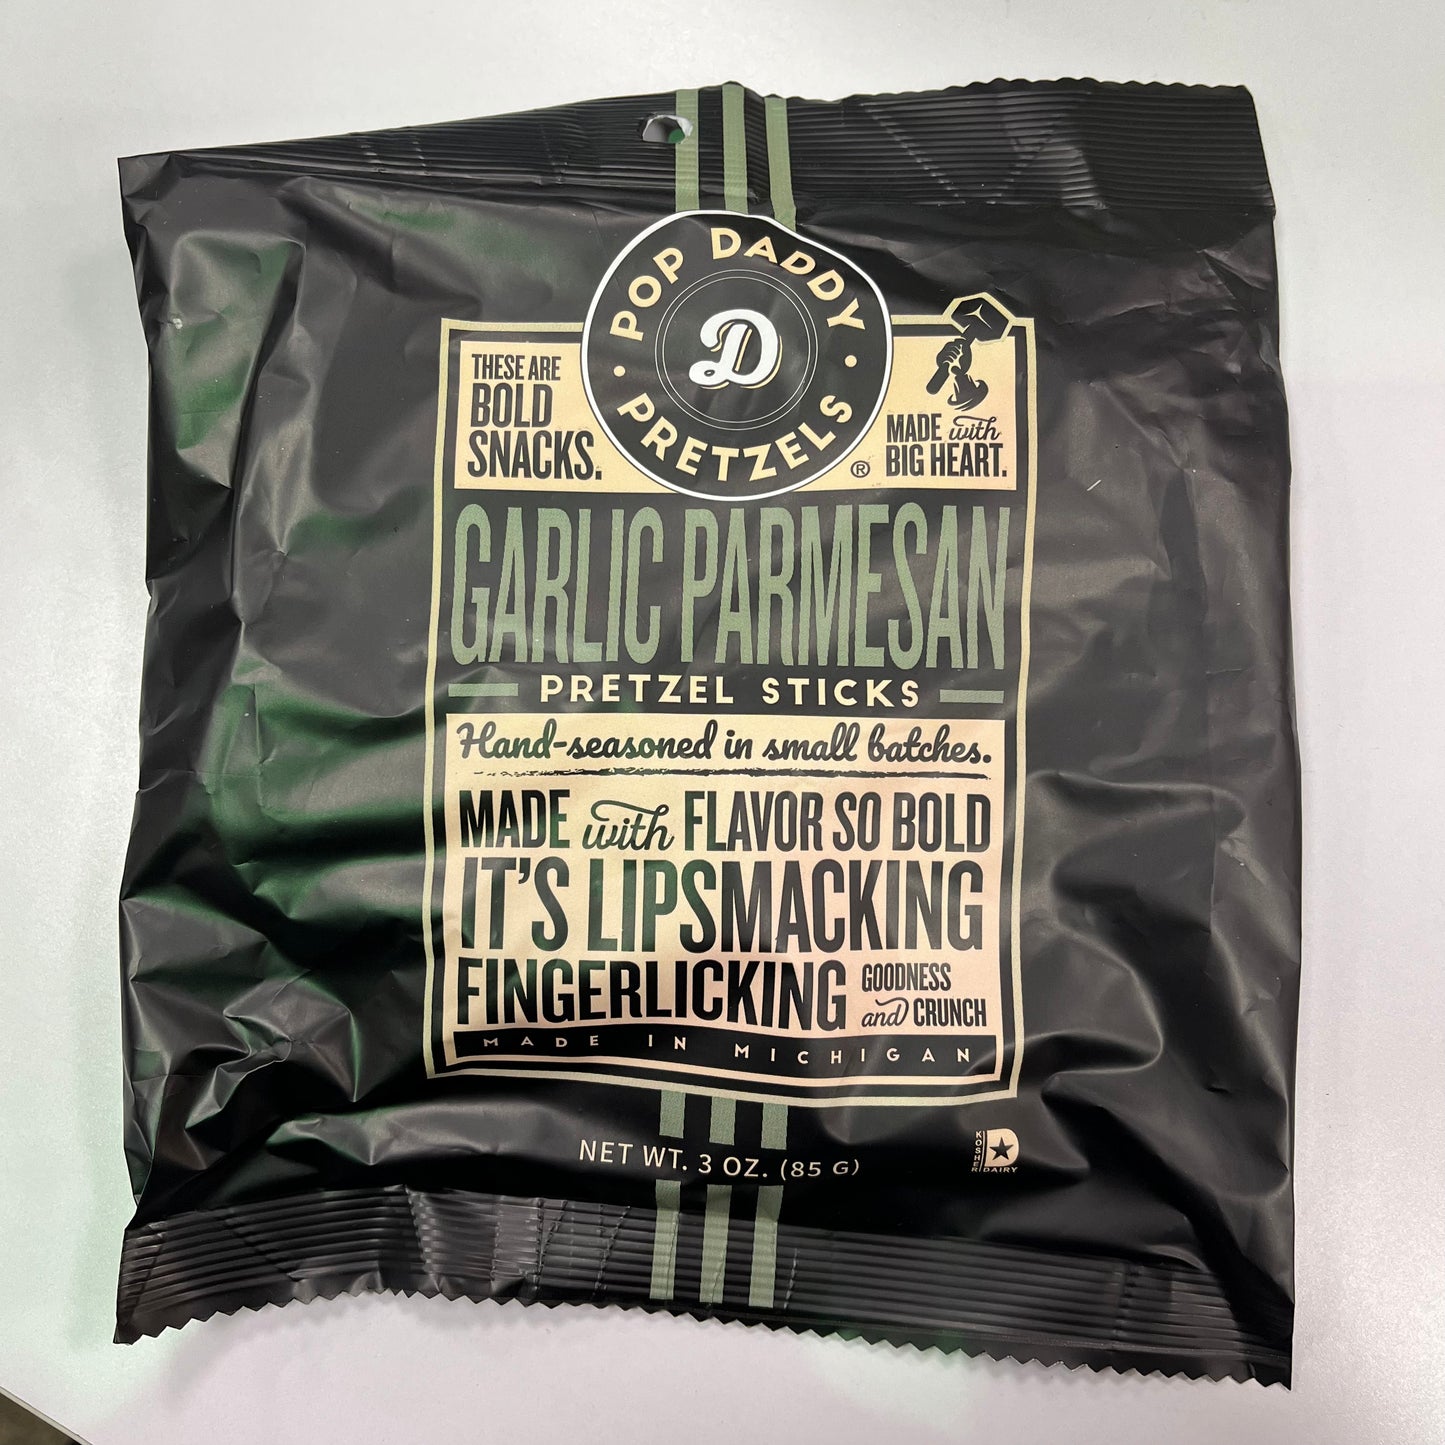 POP DADDY
D
PRETZELS
®
THESE ARE
BOLD
SNACKS.
MADE with
BIG HEART.
GARLIC PARMESAN
PRETZEL STICKS
Hand-seasoned in small batches.
MADE with FLAVOR SO BOLD
IT'S LIPSMACKING
FINGERLICKING GOODNESS
and CRUNCH
MADE IN MICHIGAN
NET WT. 3 OZ. (85 G)
KOSHER
D
DAIRY